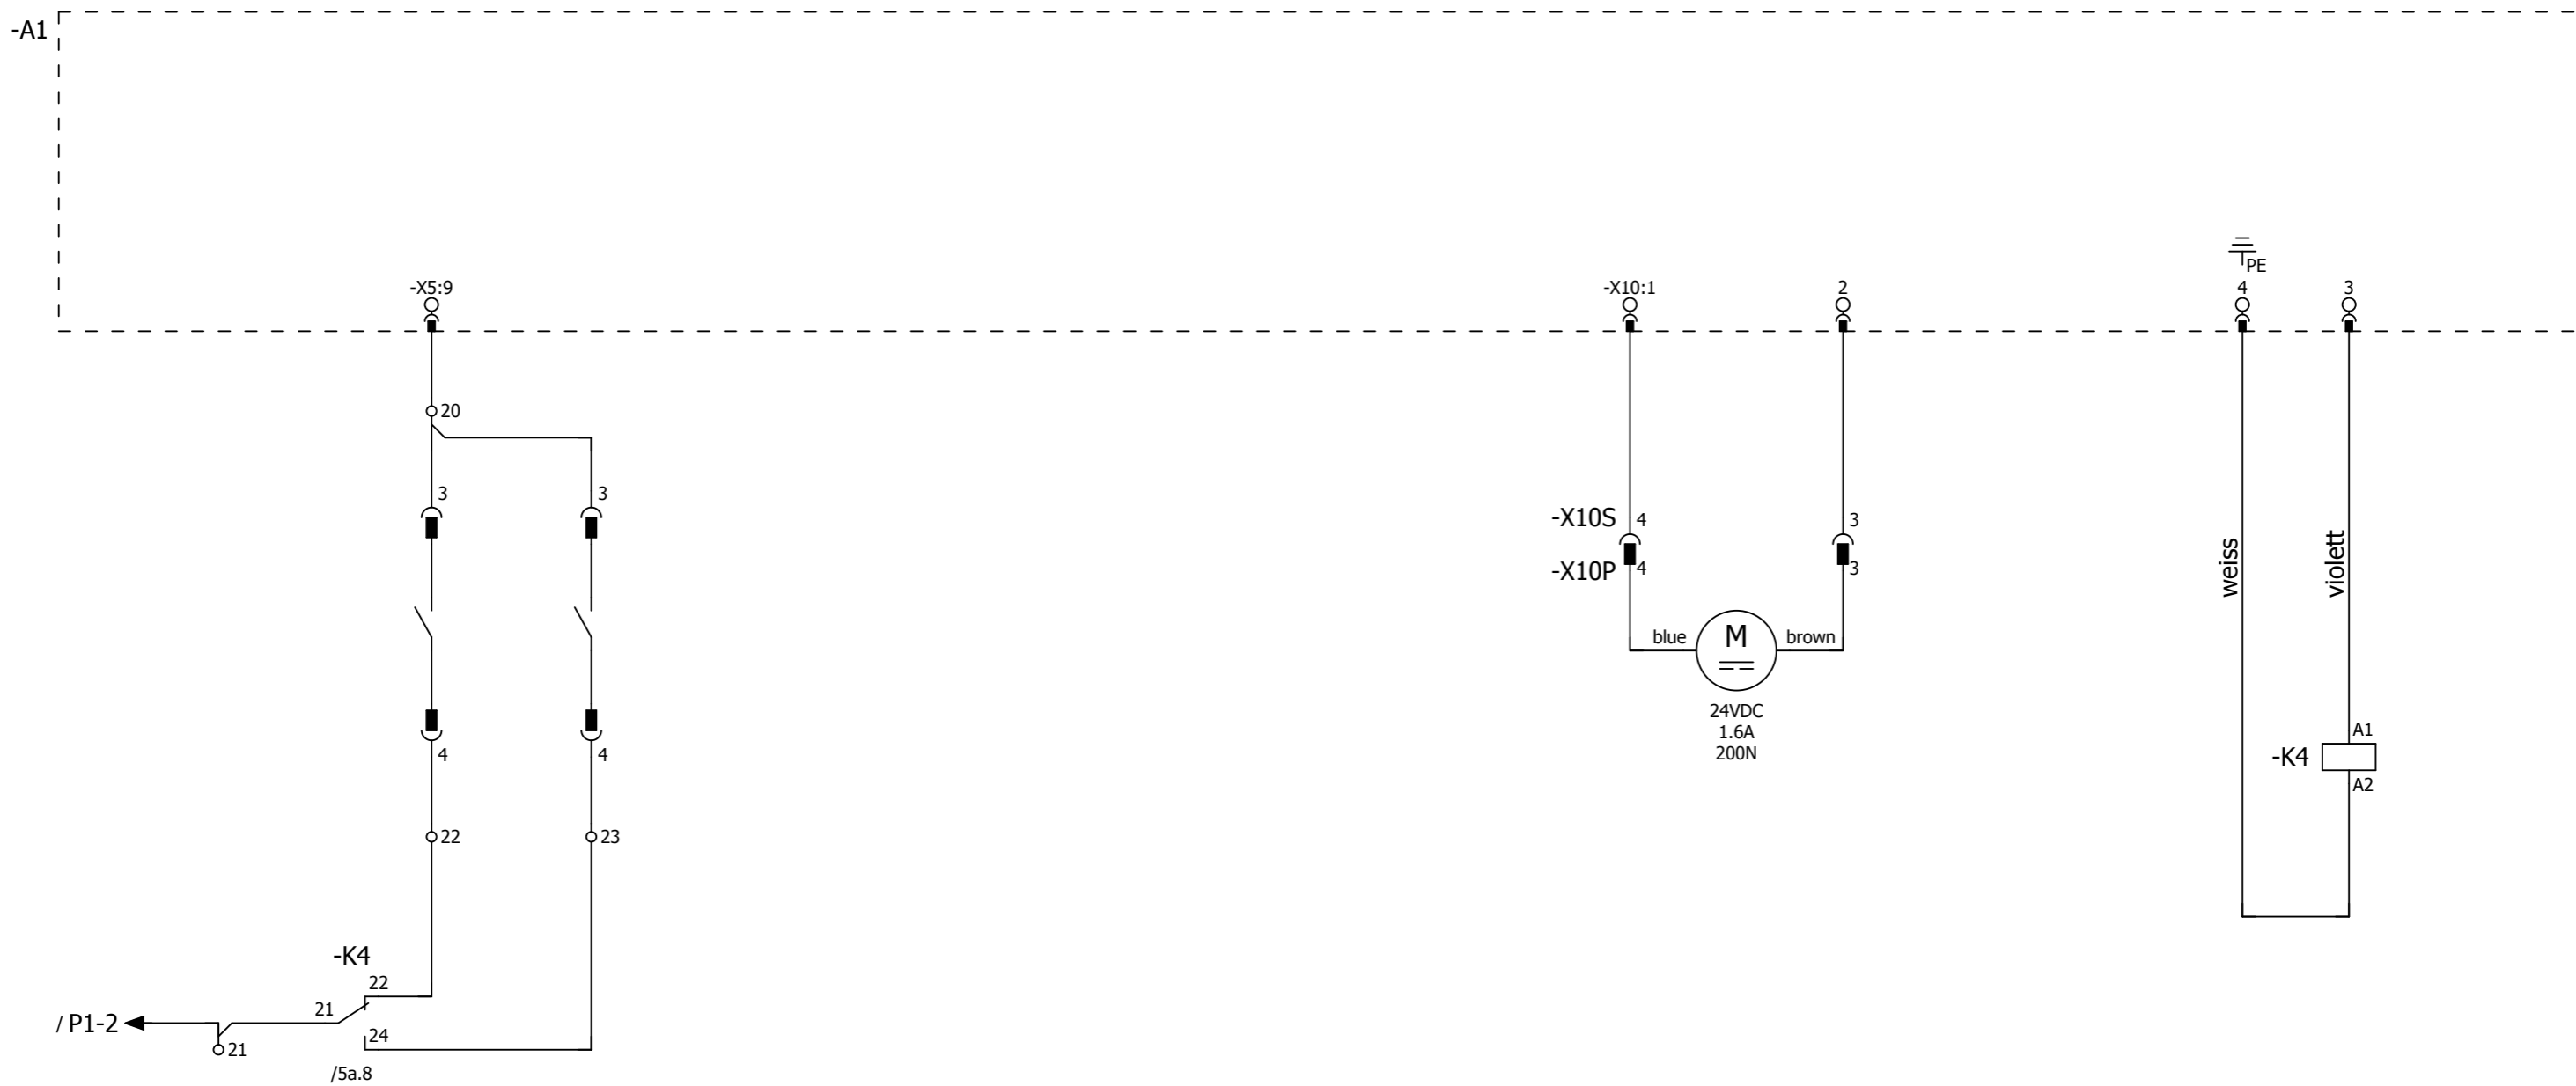 -A1
PE
-X5:9
-X10:1
2
4
3
20
3
3
-X10S
4
3
-X10P
4
3
weiss
violett
blue
M
brown
24VDC
1.6A
200N
A1
-K4
A2
4
4
22
23
-K4
22
21
/ P1-2
24
21
/5a.8